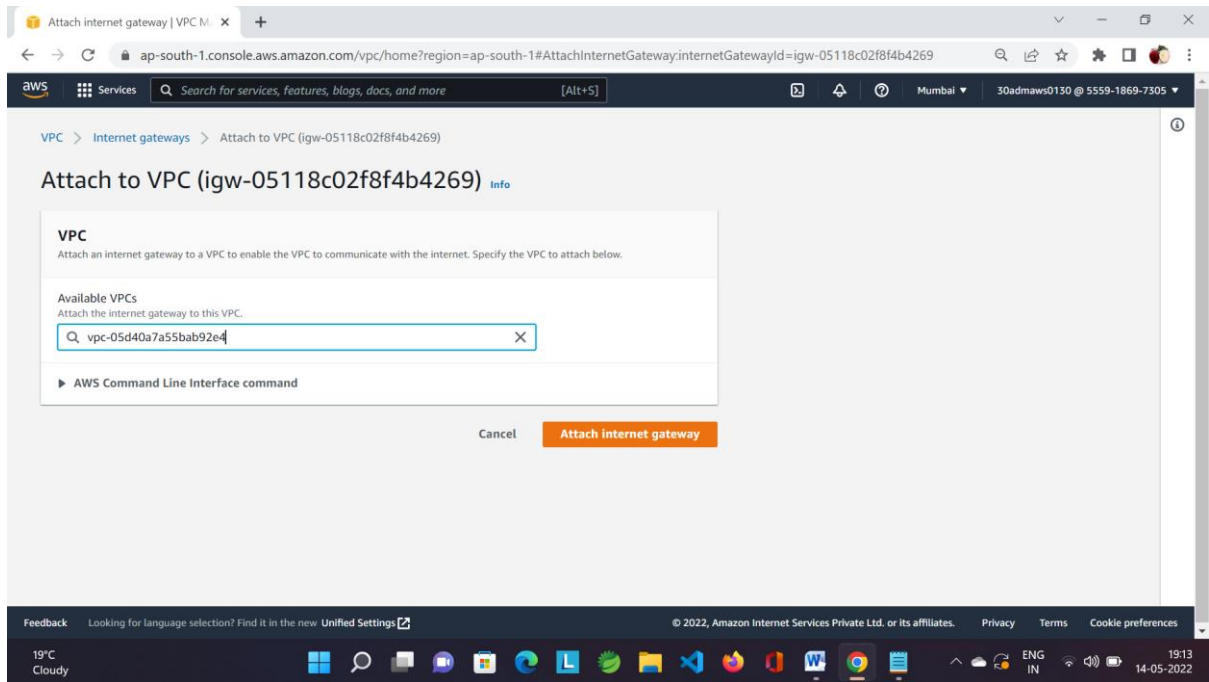 Attach internet gateway | VPC M
ap-south-1.console.aws.amazon.com/vpc/home?region=ap-south-1#AttachInternetGateway:internetGatewayId=igw-05118c02f8f4b4269
aws Services Search for services, features, blogs, docs, and more [Alt+S] Mumbai 30admaws0130 @ 5559-1869-7305
VPC > Internet gateways > Attach to VPC (igw-05118c02f8f4b4269)
Attach to VPC (igw-05118c02f8f4b4269) Info
VPC
Attach an internet gateway to a VPC to enable the VPC to communicate with the internet. Specify the VPC to attach below.
Available VPCs
Attach the internet gateway to this VPC.
vpc-05d40a7a55bab92e4
AWS Command Line Interface command
Cancel Attach internet gateway
Feedback Looking for language selection? Find it in the new Unified Settings © 2022, Amazon Internet Services Private Ltd. or its affiliates. Privacy Terms Cookie preferences
19°C ENG 19:13
Cloudy L W IN 14-05-2022